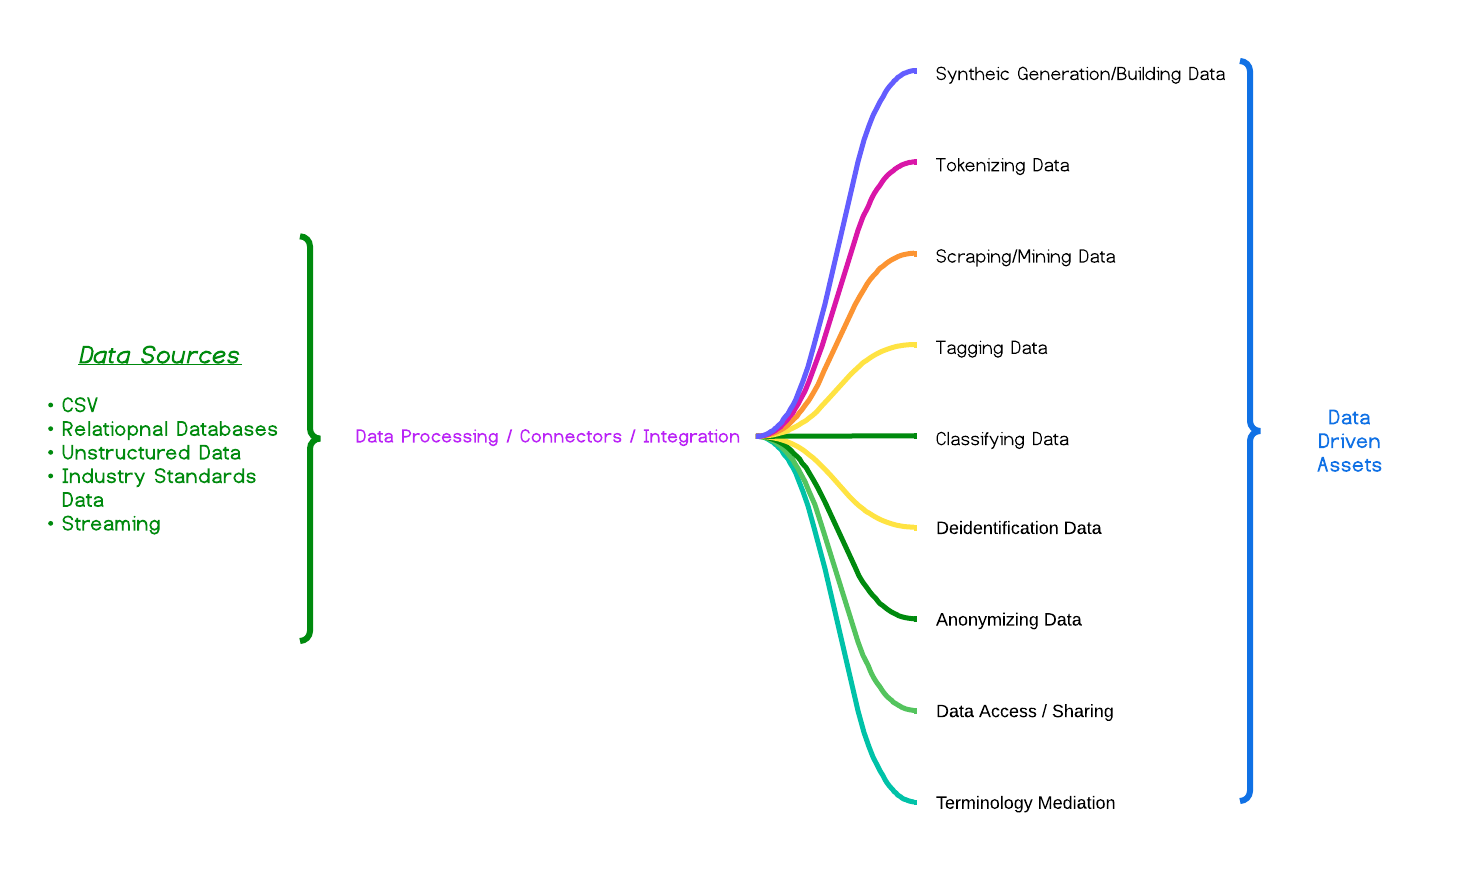 Data Sources
• CSV
• Relatiopnal Databases
• Unstructured Data
• Industry Standards
Data
• Streaming
Data Processing / Connectors / Integration
Syntheic Generation/Building Data
Tokenizing Data
Scraping/Mining Data
Tagging Data
Classifying Data
Deidentification Data
Anonymizing Data
Data Access / Sharing
Terminology Mediation
Data
Driven
Assets